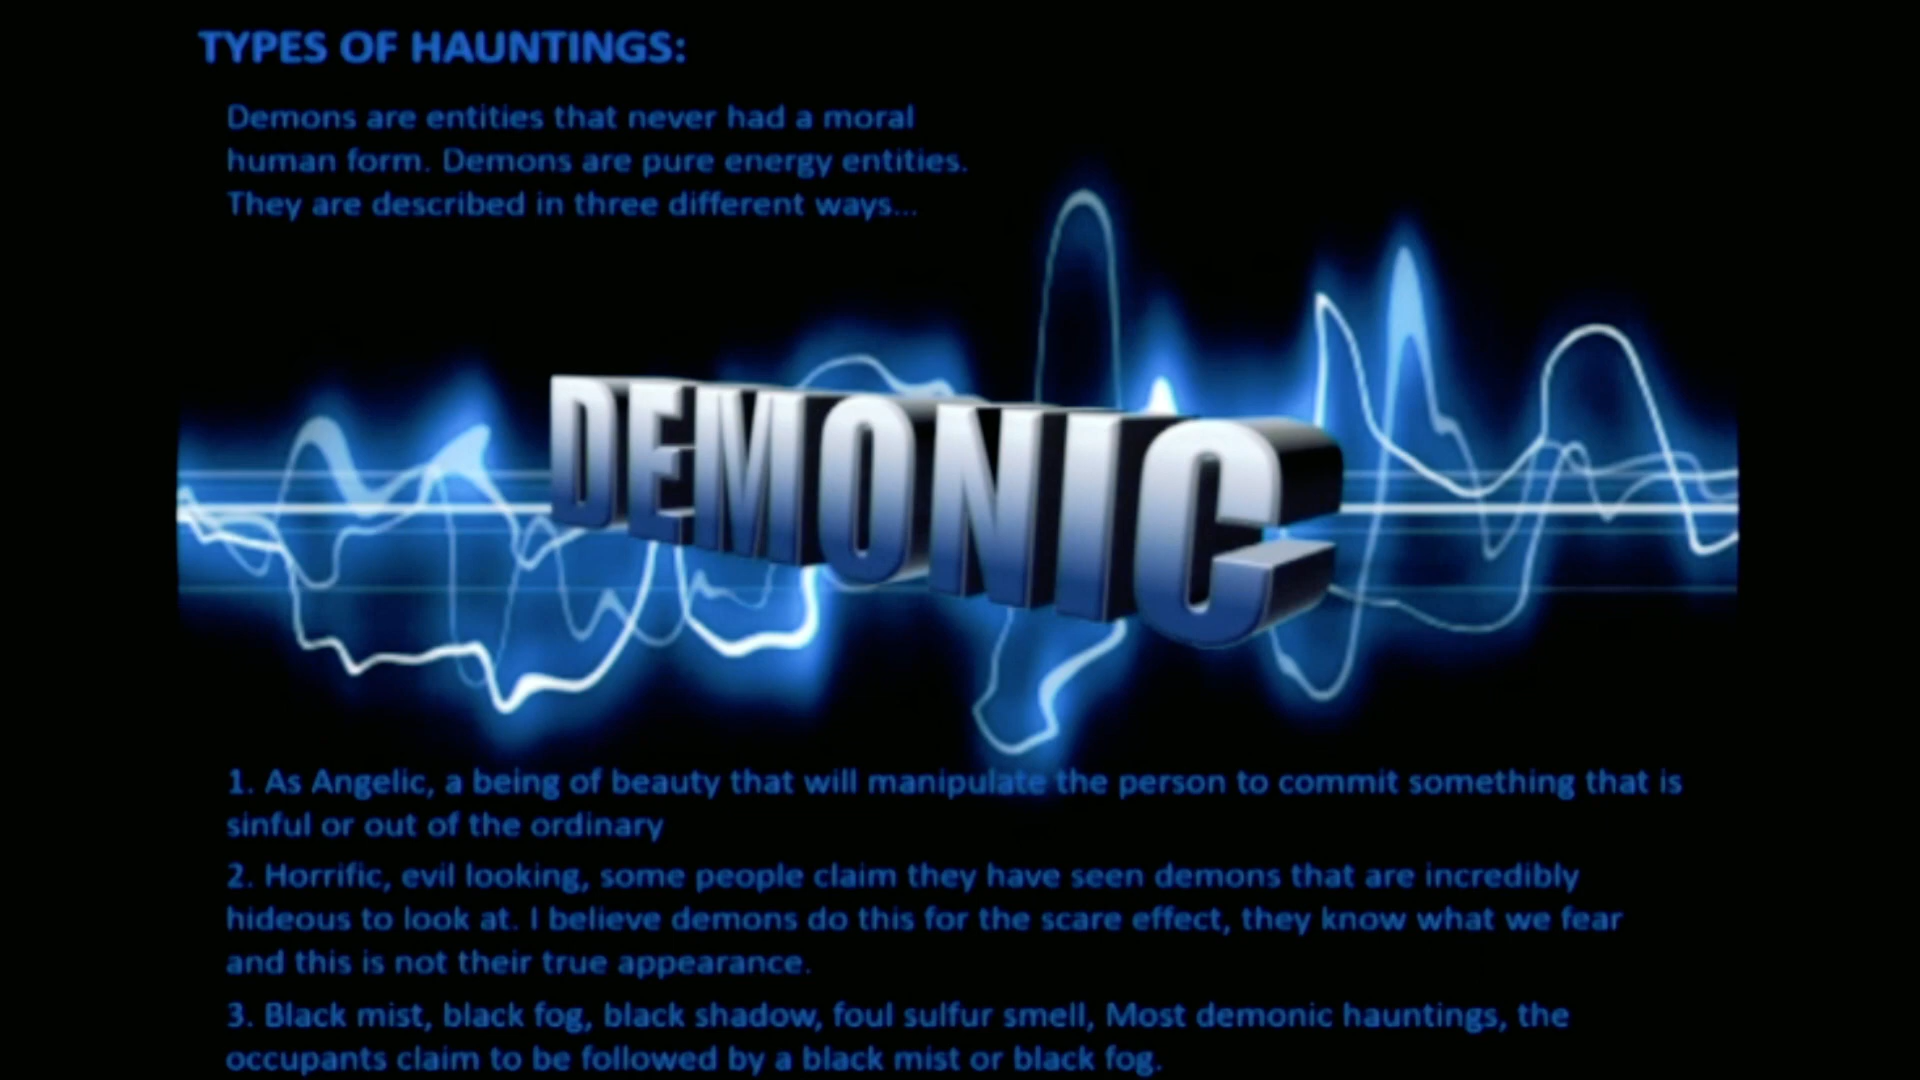 TYPES OF HAUNTINGS:
Demons are entities that never had a moral
human form. Demons are pure energy entities.
They are described in three different ways...
DEMONIC
1. As Angelic, a being of beauty that will manipulate the person to commit something that is
sinful or out of the ordinary
2. Horrific, evil looking, some people claim they have seen demons that are incredibly
hideous to look at. I believe demons do this for the scare effect, they know what we fear
and this is not their true appearance.
3. Black mist, black fog, black shadow, foul sulfur smell, Most demonic hauntings, the
occupants claim to be followed by a black mist or black fog.